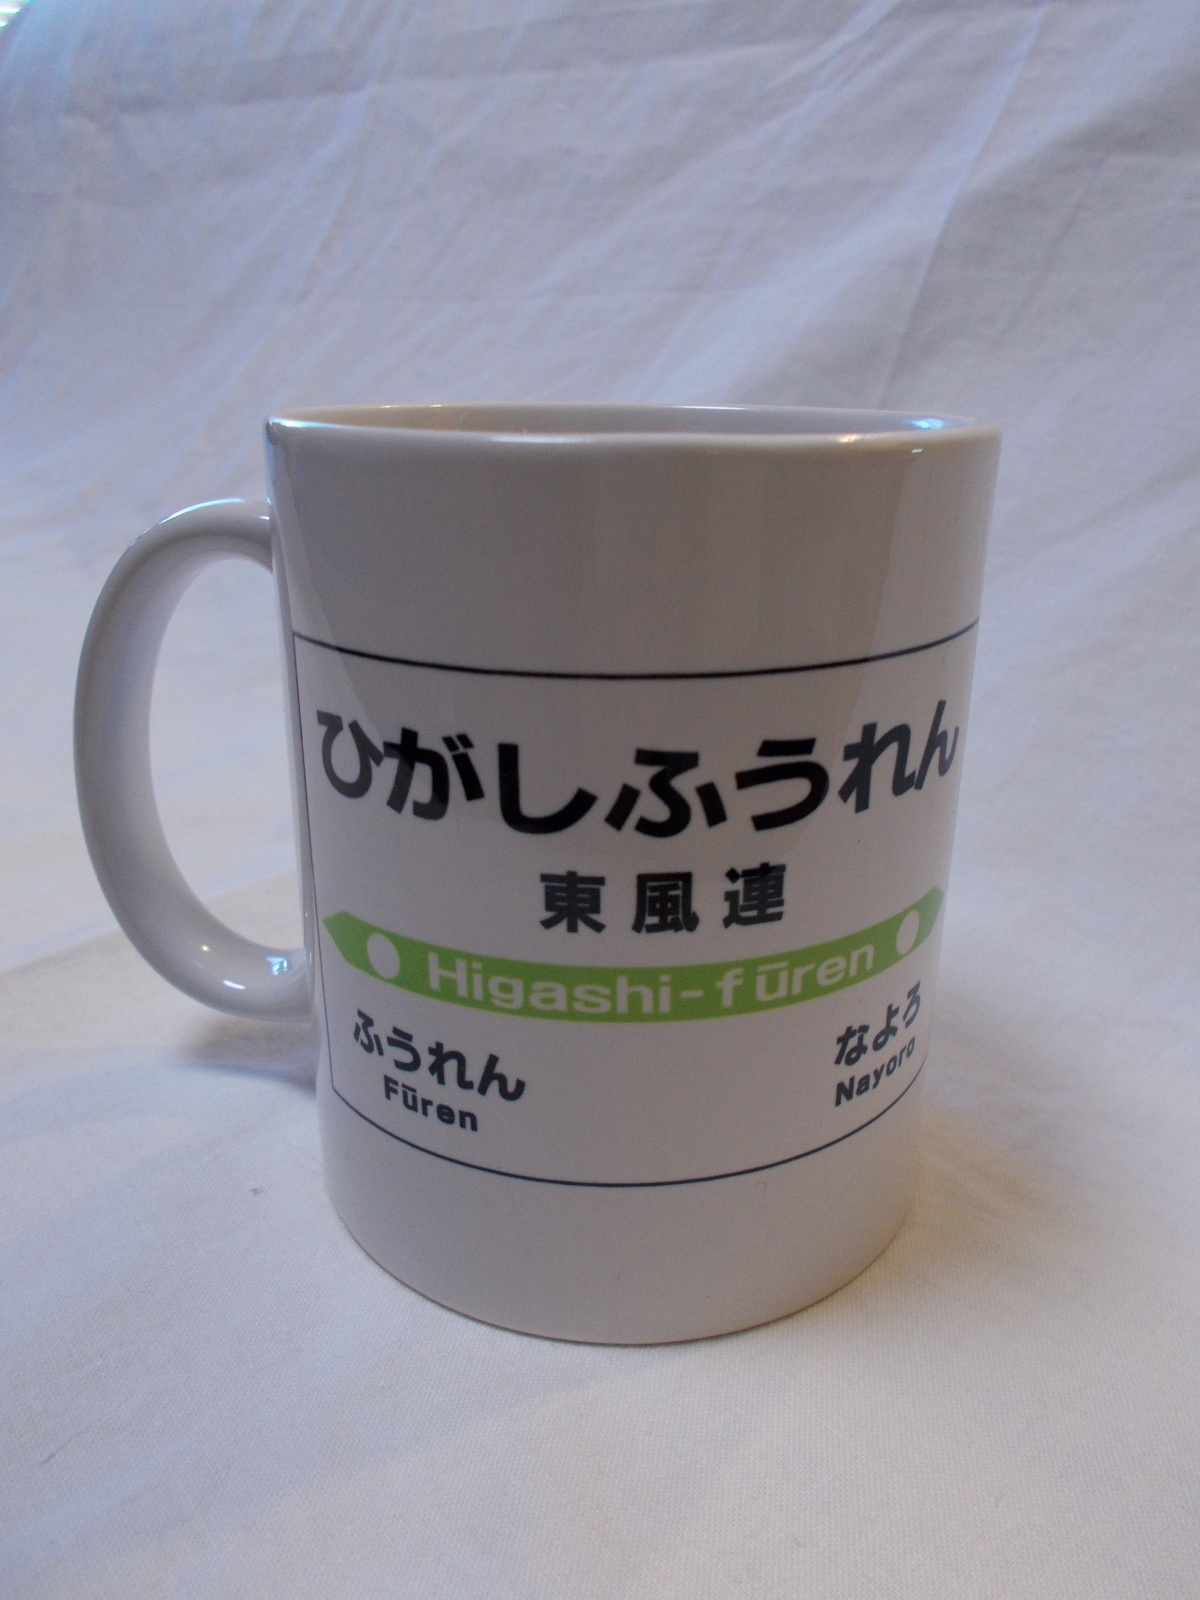 ひがしふうれん
東風連
Higashi-fūren
ふうれん
Fūren
なよろ
Nayoro